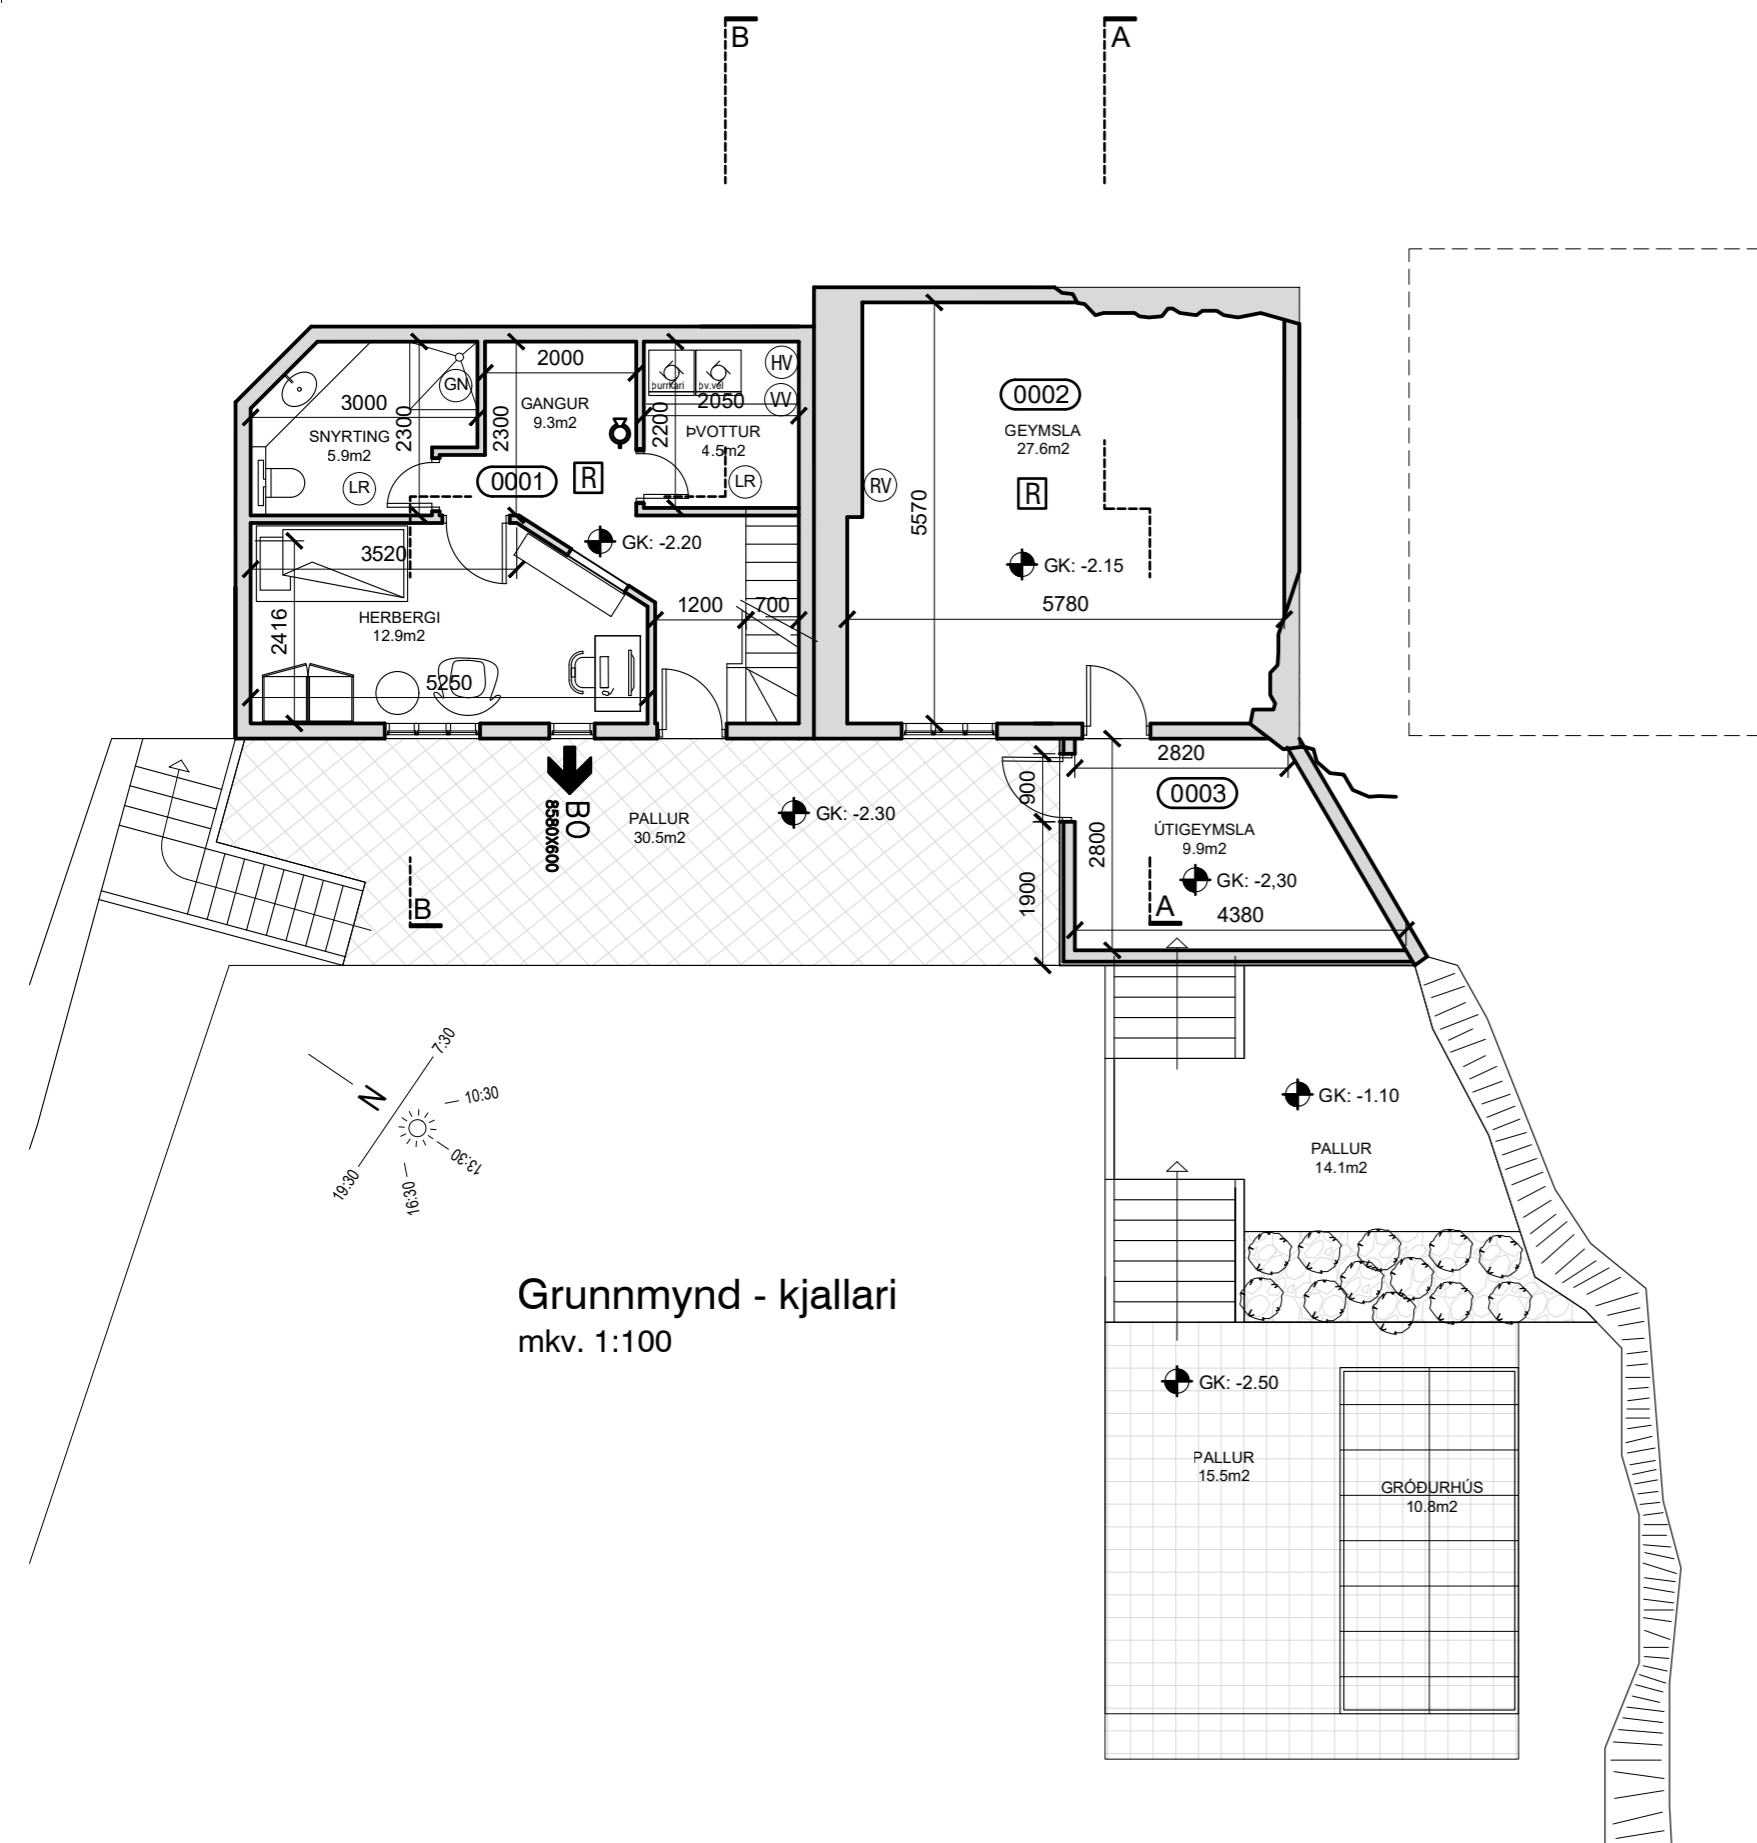 B
A
2000
HV
GN
þurrkari
þv.vél
3000
GANGUR
9.3m2
2050
VV
0002
2300
2300
2200
SNYRTING
5.9m2
ÞVOTTUR
4.5m2
GEYMSLA
27.6m2
LR
0001
R
LR
RV
R
5570
3520
GK: -2.20
GK: -2.15
2416
HERBERGI
12.9m2
1200
700
5780
5250
2820
900
0003
BO
8580X600
PALLUR
30.5m2
GK: -2.30
2800
ÚTIGEYMSLA
9.9m2
GK: -2,30
1900
B
A
4380
N
7:30
10:30
13:30
16:30
19:30
GK: -1.10
PALLUR
14.1m2
Grunnmynd - kjallari
mkv. 1:100
GK: -2.50
PALLUR
15.5m2
GRÓÐURHÚS
10.8m2